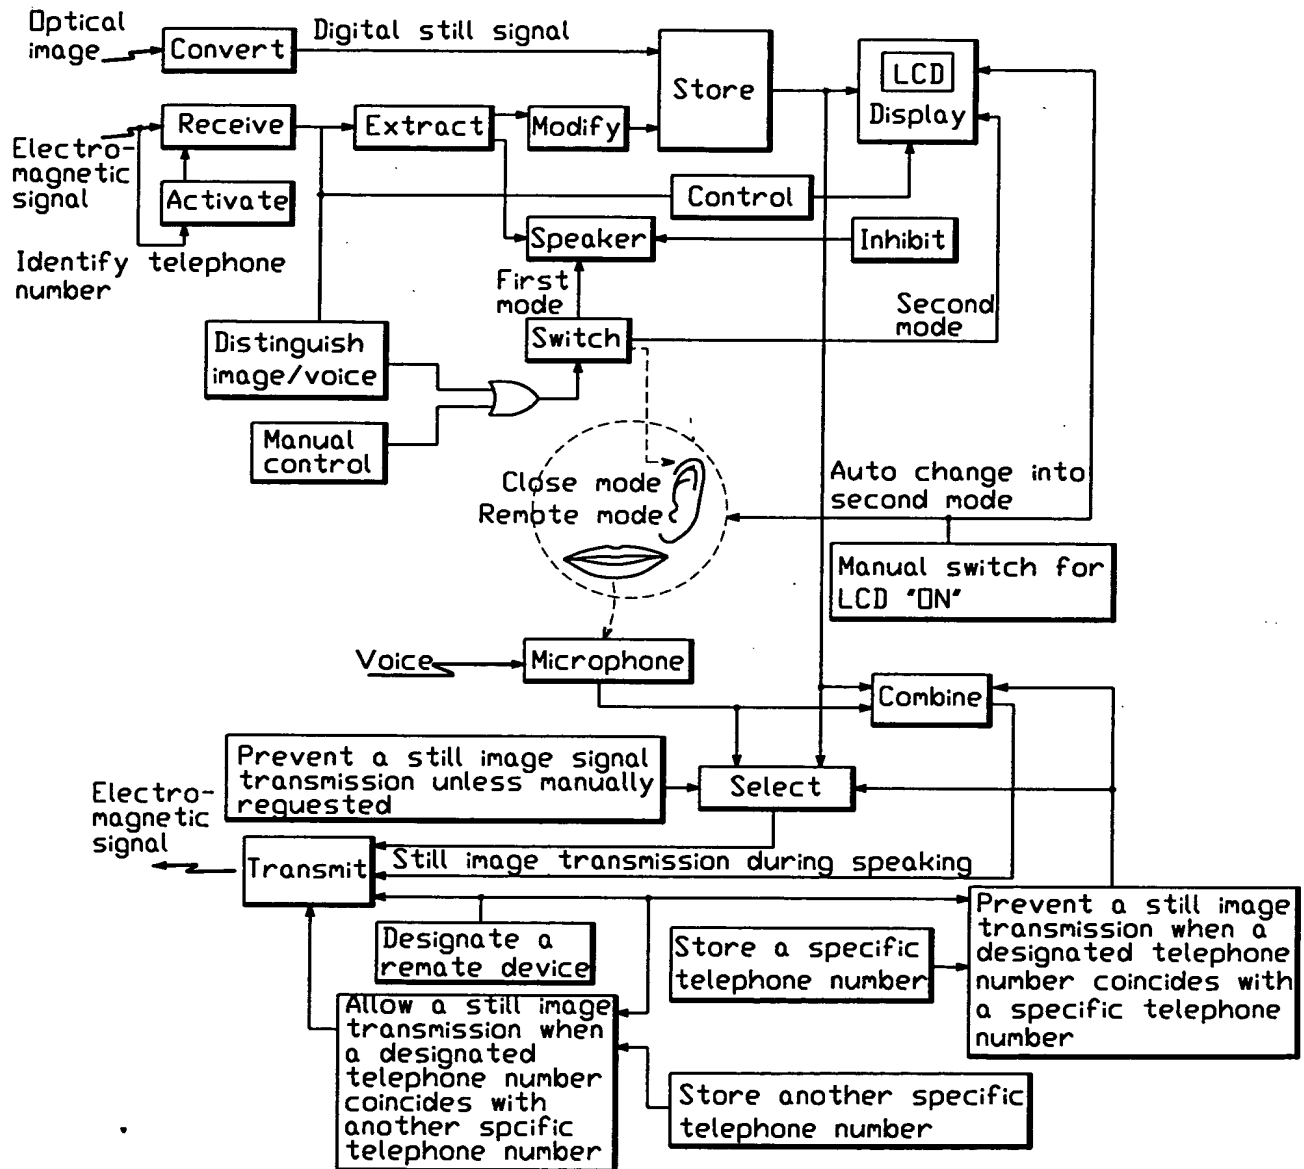 Optical
image
Convert
Digital still signal
Store
LCD
Display
Electro-
magnetic
signal
Receive
Extract
Modify
Activate
Control
Identify telephone
number
Speaker
Inhibit
First
mode
Second
mode
Distinguish
image/voice
Switch
Manual
control
Close mode
Remote mode
Auto change into
second mode
Manual switch for
LCD "ON"
Voice
Microphone
Combine
Prevent a still image signal
transmission unless manually
requested
Select
Electro-
magnetic
signal
Transmit
Still image transmission during speaking
Designate a
remate device
Store a specific
telephone number
Prevent a still image
transmission when a
designated telephone
number coincides with
a specific telephone
number
Allow a still image
transmission when
a designated
telephone number
coincides with
another spcific
telephone number
Store another specific
telephone number